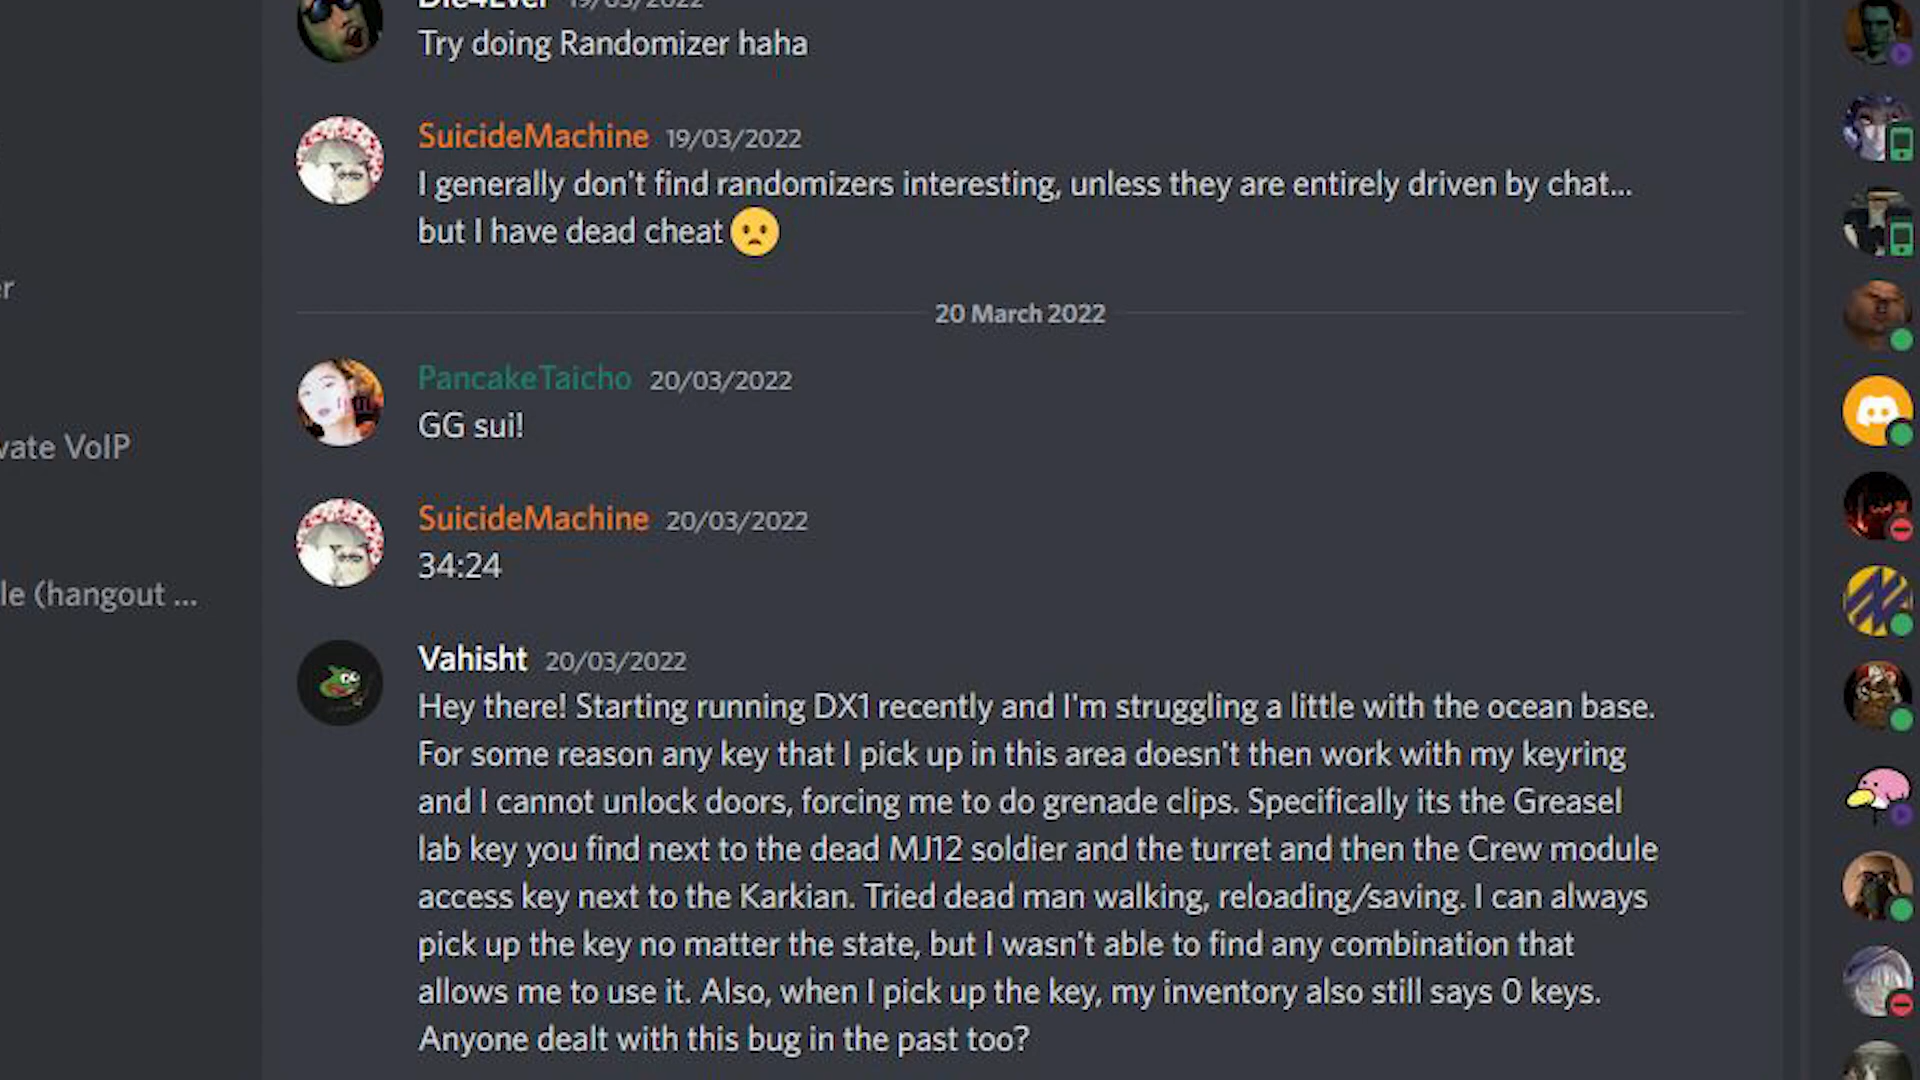 Die4Ever 19/03/2022
Try doing Randomizer haha
SuicideMachine 19/03/2022
I generally don't find randomizers interesting, unless they are entirely driven by chat...
but I have dead cheat
er
20 March 2022
PancakeTaicho 20/03/2022
GG sui!
vate VoIP
SuicideMachine 20/03/2022
34:24
le (hangout ...
Vahisht 20/03/2022
Hey there! Starting running DX1 recently and I'm struggling a little with the ocean base.
For some reason any key that I pick up in this area doesn't then work with my keyring
and I cannot unlock doors, forcing me to do grenade clips. Specifically its the Greasel
lab key you find next to the dead MJ12 soldier and the turret and then the Crew module
access key next to the Karkian. Tried dead man walking, reloading/saving. I can always
pick up the key no matter the state, but I wasn't able to find any combination that
allows me to use it. Also, when I pick up the key, my inventory also still says 0 keys.
Anyone dealt with this bug in the past too?